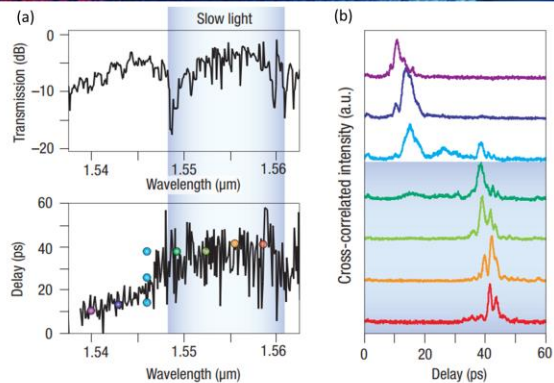 (a)
Slow light
Transmission (dB)
0
–10
–20
1.54
1.55
1.56
Wavelength (μm)
Delay (ps)
60
40
20
0
1.54
1.55
1.56
Wavelength (μm)
(b)
Cross-correlated intensity (a.u.)
0
20
40
60
Delay (ps)